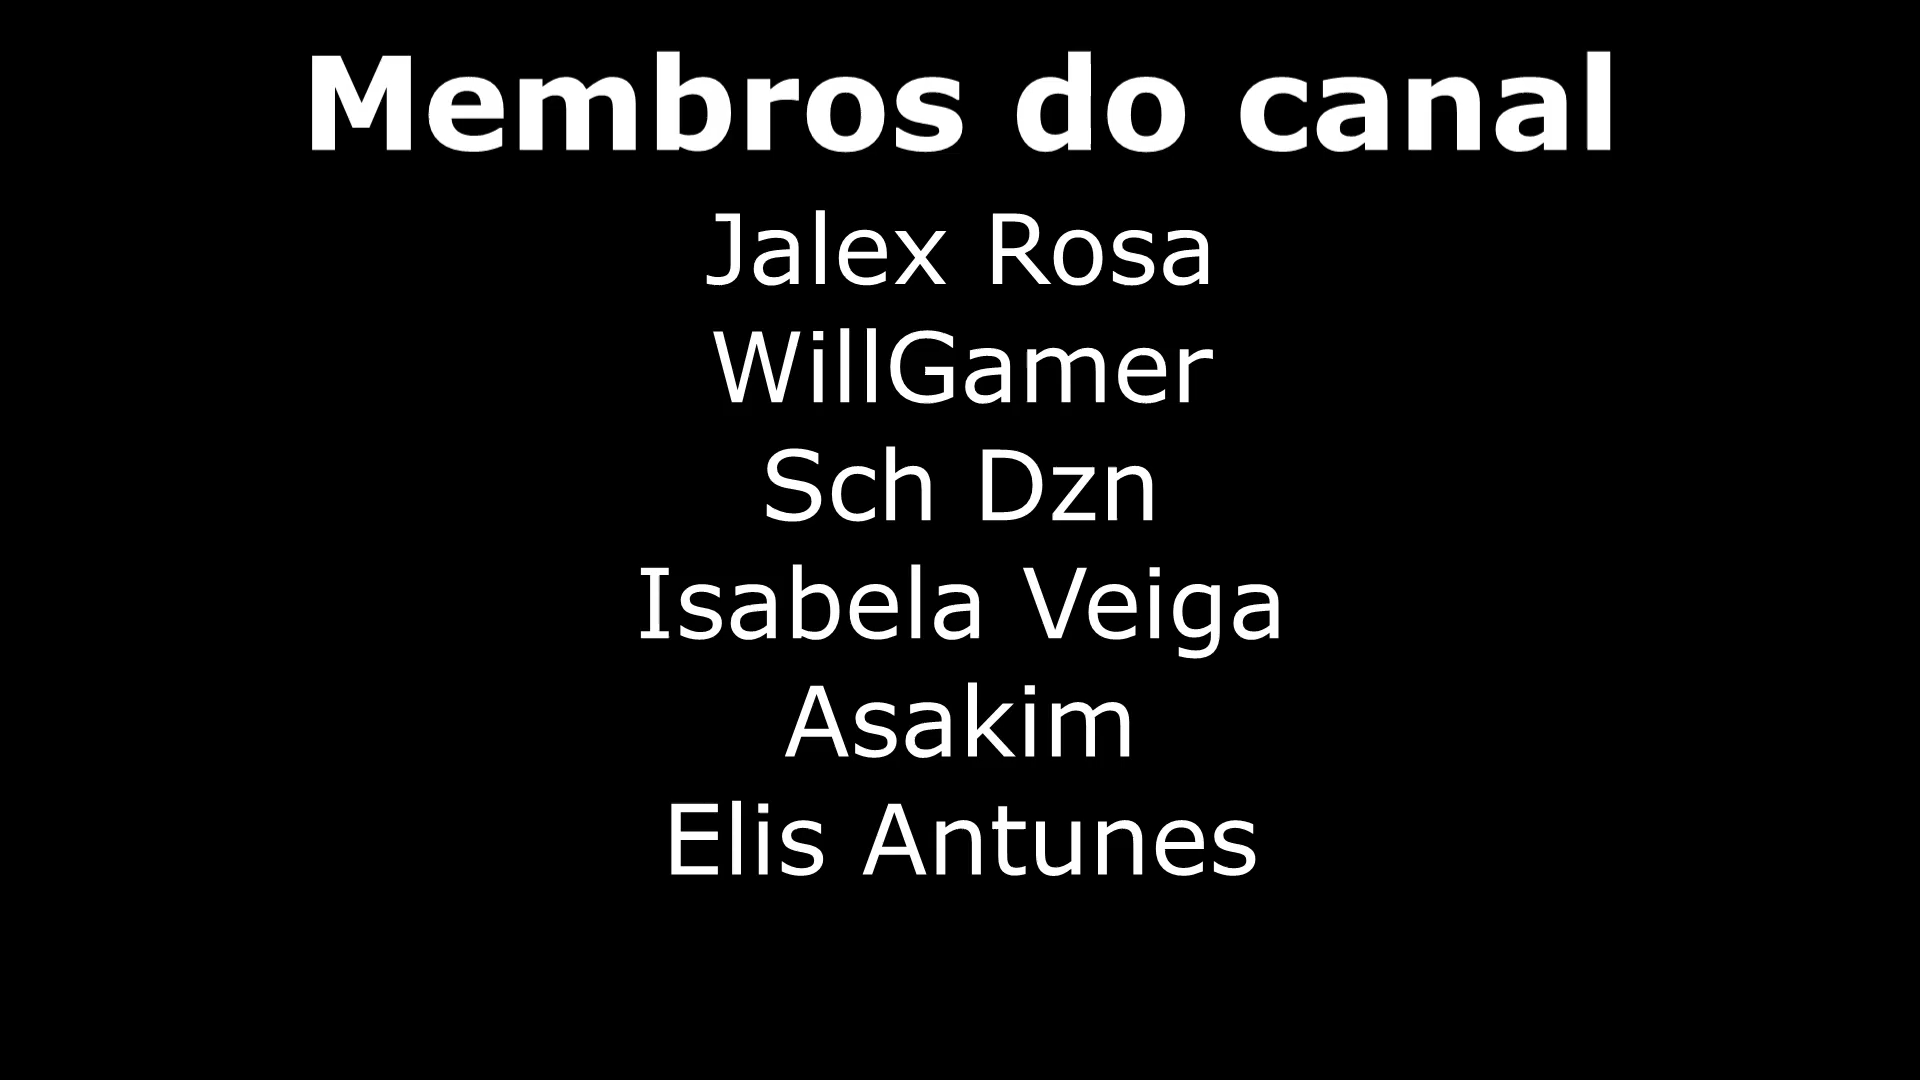 Membros do canal
Jalex Rosa
WillGamer
Sch Dzn
Isabela Veiga
Asakim
Elis Antunes